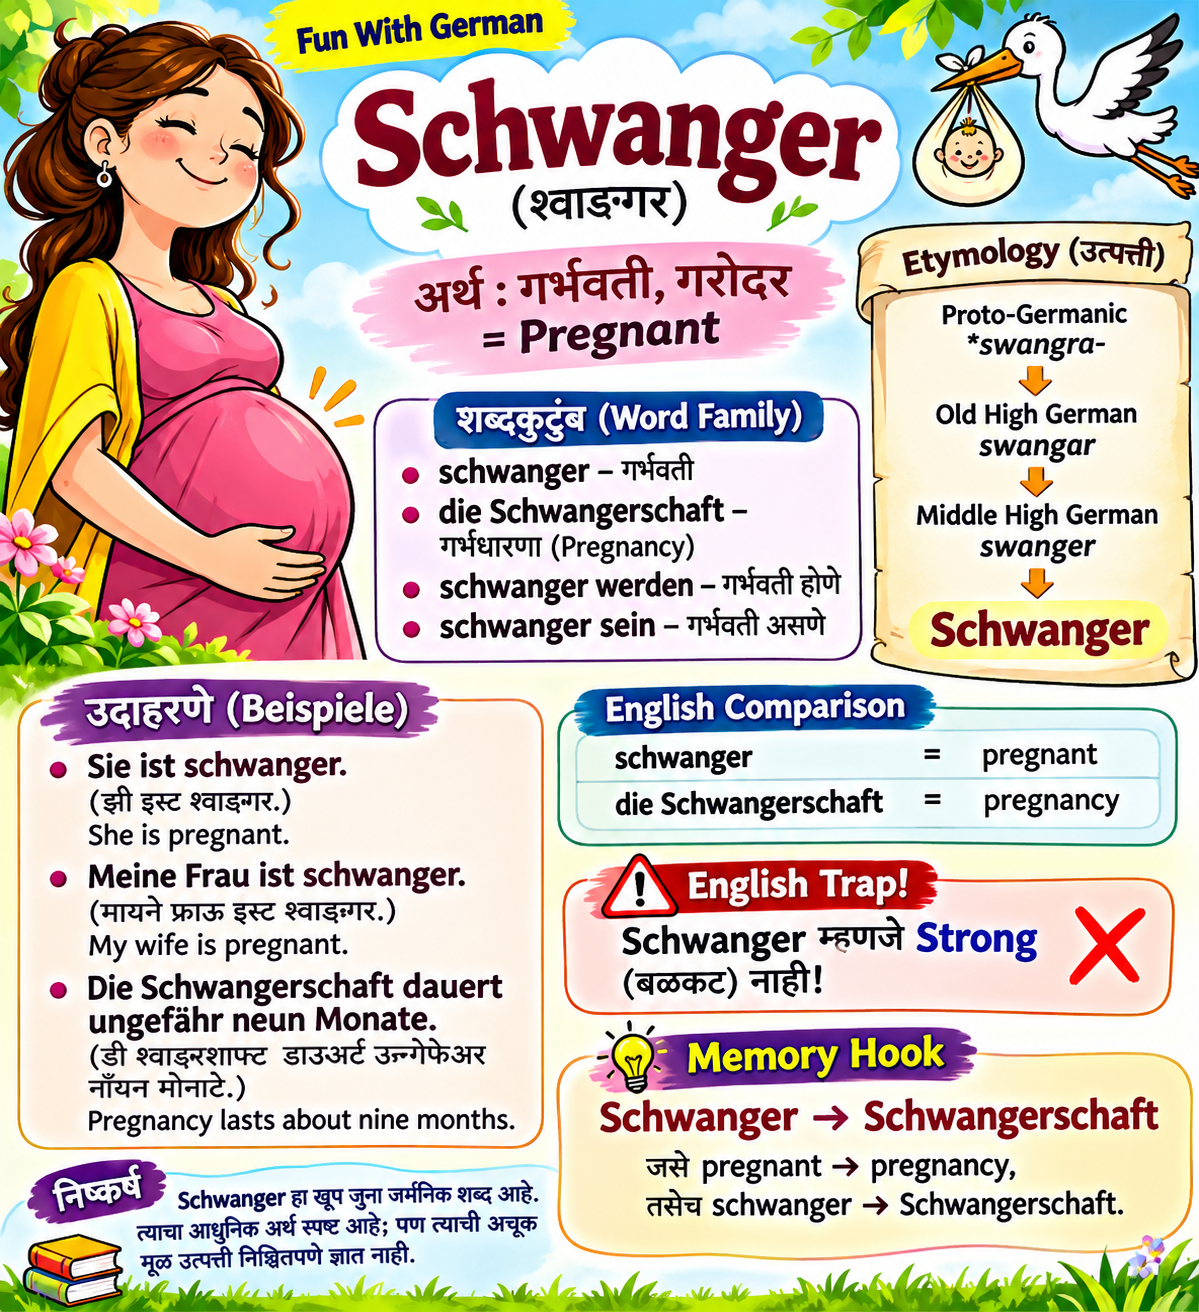 Fun With German
Schwanger
(श्वाङन्गर)
अर्थ : गर्भवती, गरोदर
= Pregnant
Etymology (उत्पत्ती)
Proto-Germanic
*swangra-
Old High German
swangar
Middle High German
swanger
Schwanger
शब्दकुटुंब (Word Family)
schwanger – गर्भवती
die Schwangerschaft –
गर्भधारणा (Pregnancy)
schwanger werden – गर्भवती होणे
schwanger sein – गर्भवती असणे
उदाहरणे (Beispiele)
Sie ist schwanger.
(झी इस्ट
She is pregnant.
Meine Frau ist schwanger.
(मायने फ्राऊ इस्ट
My wife is pregnant.
Die Schwangerschaft dauert
ungefähr neun Monate.
(डी डाउअर्ट
नॉयन मोनाटे.)
Pregnancy lasts about nine months.
English Comparison
schwanger = pregnant
die Schwangerschaft = pregnancy
English Trap!
Schwanger म्हणजे Strong
(बळकट) नाही!
Memory Hook
Schwanger → Schwangerschaft
जसे pregnant → pregnancy,
तसेच schwanger → Schwangerschaft.
निष्कर्ष
Schwanger हा खूप जुना जर्मनिक शब्द आहे.
त्याचा आधुनिक अर्थ स्पष्ट आहे; पण त्याची अचूक
मूळ उत्पत्ती निश्चितपणे ज्ञात नाही.